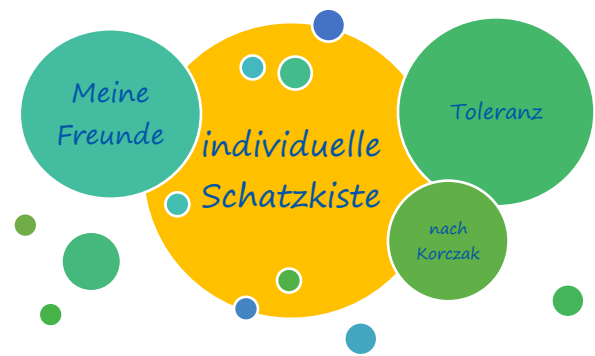 Meine
Freunde
individuelle
Schatzkiste
Toleranz
nach
Korczak